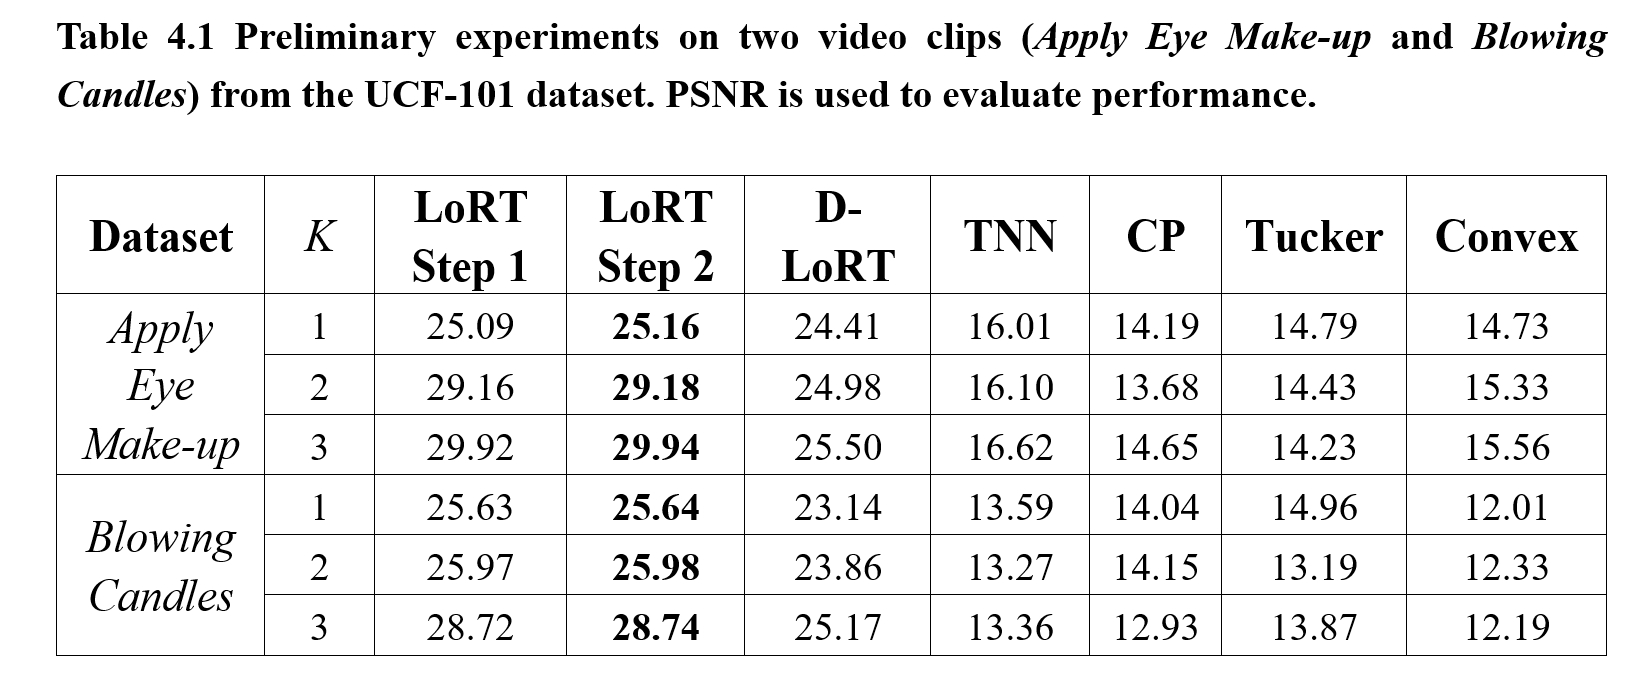 Table 4.1 Preliminary experiments on two video clips (Apply Eye Make-up and Blowing
Candles) from the UCF-101 dataset. PSNR is used to evaluate performance.
Dataset K LoRT Step 1 LoRT Step 2 D-LoRT TNN CP Tucker Convex
Apply Eye Make-up
1 25.09 25.16 24.41 16.01 14.19 14.79 14.73
2 29.16 29.18 24.98 16.10 13.68 14.43 15.33
3 29.92 29.94 25.50 16.62 14.65 14.23 15.56
Blowing Candles
1 25.63 25.64 23.14 13.59 14.04 14.96 12.01
2 25.97 25.98 23.86 13.27 14.15 13.19 12.33
3 28.72 28.74 25.17 13.36 12.93 13.87 12.19